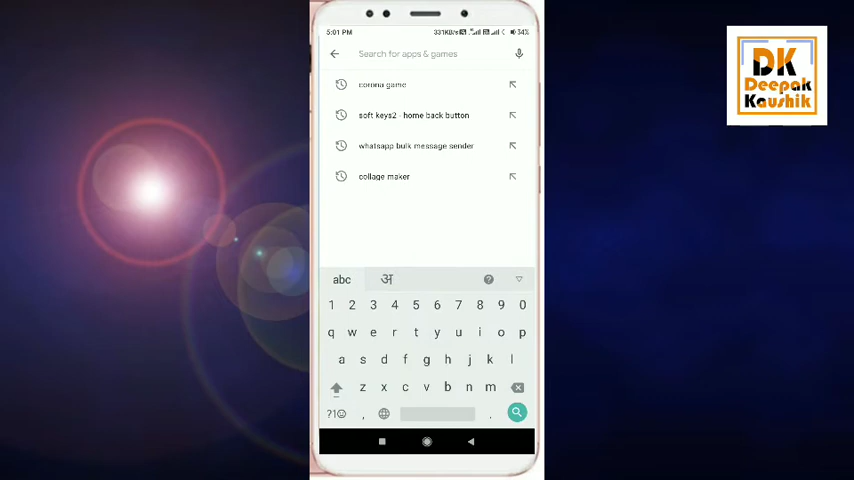 5:01 PM 331KB/s 34%
Search for apps & games
corona game
soft keys2 - home back button
whatsapp bulk message sender
collage maker
abc अ ?
1 2 3 4 5 6 7 8 9 0
q w e r t y u i o p
a s d f g h j k l
z x c v b n m
?1☺ , .
DK
Deepak
Kaushik